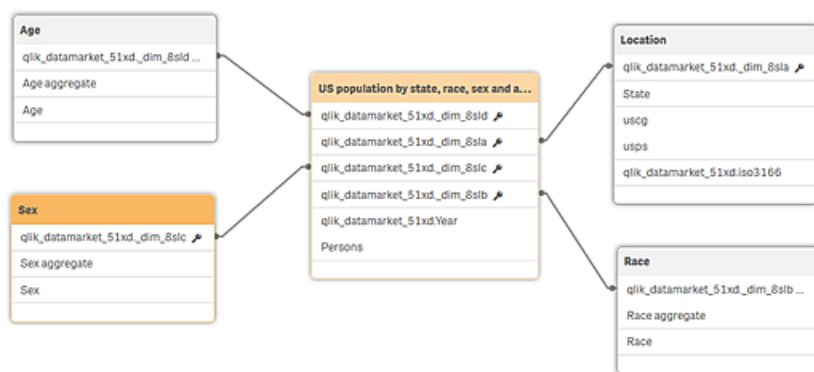 Age
qlik_datamarket_51xd._dim_8sld ...
Age aggregate
Age
Sex
qlik_datamarket_51xd._dim_8slc
Sex aggregate
Sex
US population by state, race, sex and a...
qlik_datamarket_51xd._dim_8sld
qlik_datamarket_51xd._dim_8sla
qlik_datamarket_51xd._dim_8slc
qlik_datamarket_51xd._dim_8slb
qlik_datamarket_51xd.Year
Persons
Location
qlik_datamarket_51xd._dim_8sla
State
uscg
usps
qlik_datamarket_51xd.iso3166
Race
qlik_datamarket_51xd._dim_8slb ...
Race aggregate
Race